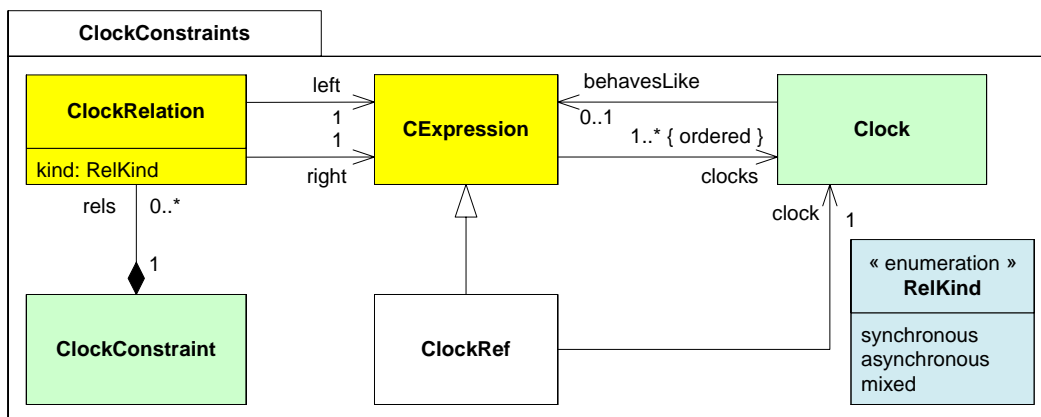 ClockConstraints
ClockRelation
kind: RelKind
left
1
1
right
CExpression
behavesLike
0..1
1..* { ordered }
clocks
Clock
rels
0..*
1
ClockConstraint
ClockRef
clock
1
« enumeration »
RelKind
synchronous
asynchronous
mixed